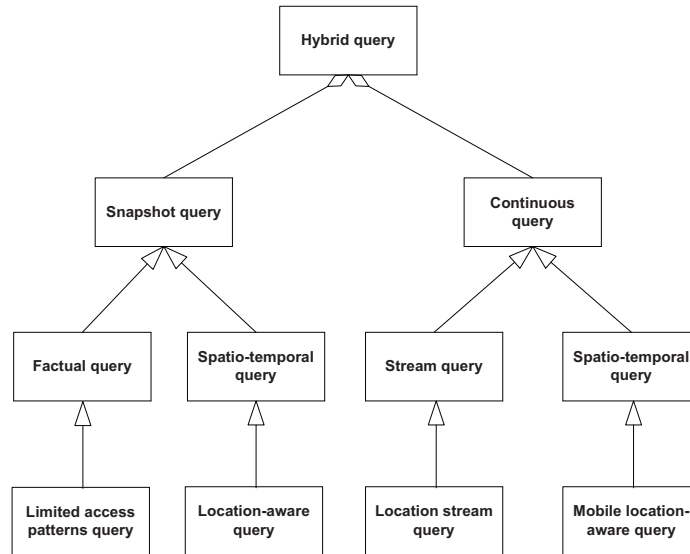 Hybrid query
Snapshot query
Continuous
query
Factual query
Spatio-temporal
query
Stream query
Spatio-temporal
query
Limited access
patterns query
Location-aware
query
Location stream
query
Mobile location-
aware query